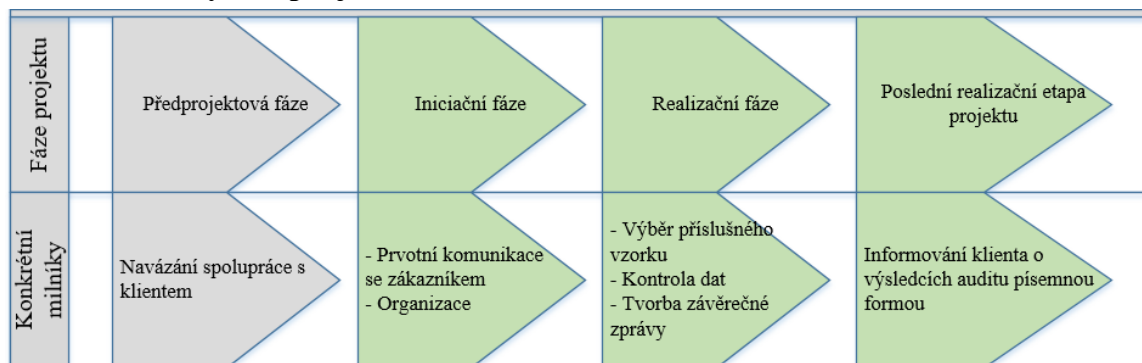 Fáze projektu
Předprojektová fáze
Iniciační fáze
Realizační fáze
Poslední realizační etapa
projektu
Konkrétní
milníky
Navázání spolupráce s
klientem
- Prvotní komunikace
se zákazníkem
- Organizace
- Výběr příslušného
vzorku
- Kontrola dat
- Tvorba závěrečné
zprávy
Informování klienta o
výsledcích auditu písemnou
formou